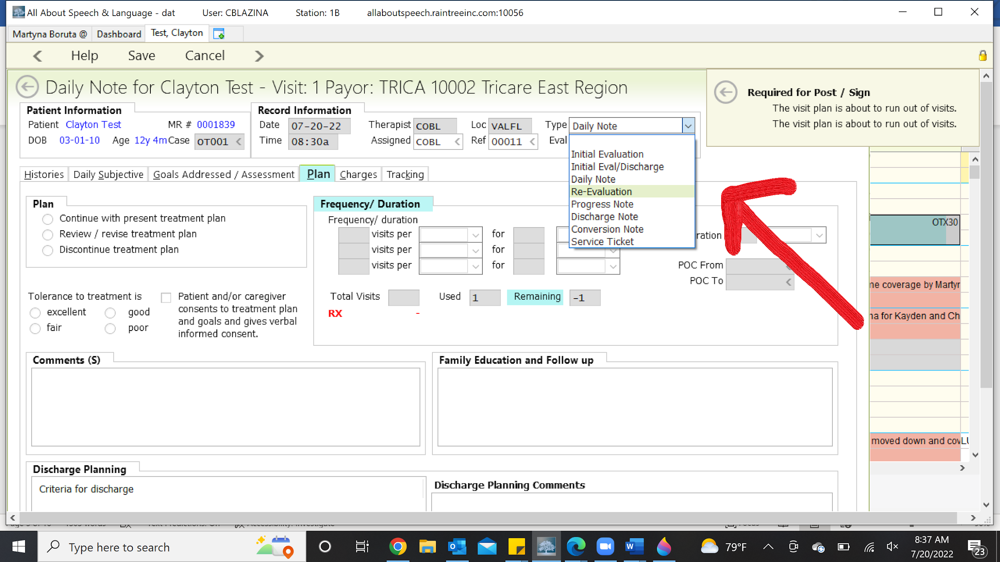 All About Speech & Language - dat User: CBLAZINA Station: 1B allaboutspeech.raintreeinc.com:10056
Martyna Boruta @ Dashboard Test, Clayton
Help Save Cancel
Daily Note for Clayton Test - Visit: 1 Payor: TRICA 10002 Tricare East Region
Required for Post / Sign
The visit plan is about to run out of visits.
The visit plan is about to run out of visits.
Patient Information Record Information
Patient Clayton Test MR # 0001839 Date 07-20-22 Therapist COBL Loc VALFL Type Daily Note
DOB 03-01-10 Age 12y 4m Case OT001 Time 08:30a Assigned COBL Ref 00011 Eval
Initial Evaluation
Initial Eval/Discharge
Daily Note
Re-Evaluation
Progress Note
Discharge Note
Conversion Note
Service Ticket
Histories Daily Subjective Goals Addressed / Assessment Plan Charges Tracking
Plan
Continue with present treatment plan
Review / revise treatment plan
Discontinue treatment plan
Frequency/ Duration
Frequency/ duration
visits per for ration
visits per for
visits per for
POC From
POC To
Tolerance to treatment is
excellent good
fair poor
Patient and/or caregiver
consents to treatment plan
and goals and gives verbal
informed consent.
Total Visits Used 1 Remaining -1
RX -
OTX30
ne coverage by Martyr
na for Kayden and Ch
moved down and cov
Comments (S) Family Education and Follow up
Discharge Planning
Criteria for discharge
Discharge Planning Comments
Type here to search
79°F
8:37 AM
7/20/2022
23